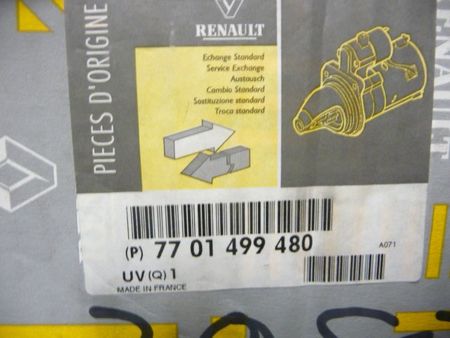 RENAULT
PIECES D'ORIGINE
Echange Standard
Service Exchange
Austausch
Cambio Standard
Sostituzione standard
Troca standard
RENAULT
(P) 77 01 499 480
A071
UV (Q) 1
MADE IN FRANCE